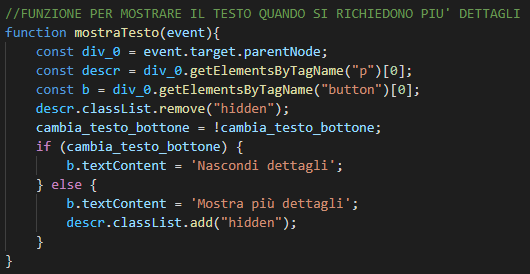 //FUNZIONE PER MOSTRARE IL TESTO QUANDO SI RICHIEDONO PIU' DETTAGLI
function mostraTesto(event){
    const div_0 = event.target.parentNode;
    const descr = div_0.getElementsByTagName("p")[0];
    const b = div_0.getElementsByTagName("button")[0];
    descr.classList.remove("hidden");
    cambia_testo_bottone = !cambia_testo_bottone;
    if (cambia_testo_bottone) {
        b.textContent = 'Nascondi dettagli';
    } else {
        b.textContent = 'Mostra più dettagli';
        descr.classList.add("hidden");
    }
}